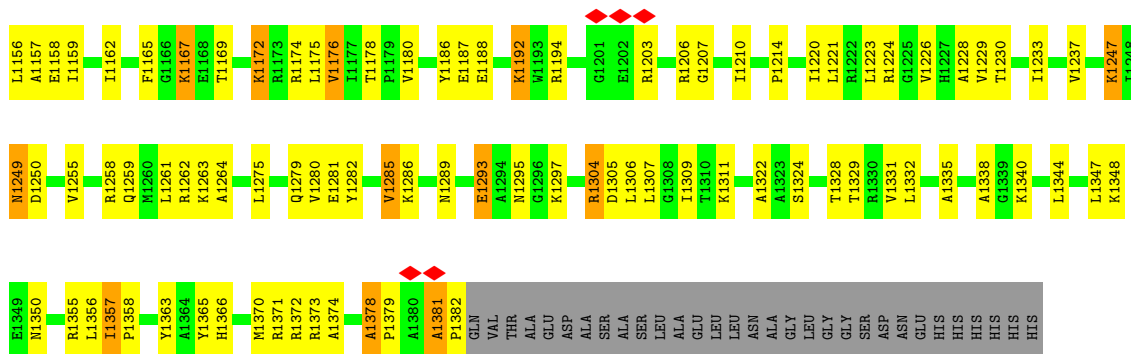 L1156 A1157 E1158 I1159 I1162 F1165 G1166 K1167 E1168 T1169 K1172 R1173 R1174 L1175 V1176 I1177 T1178 P1179 V1180 Y1186 E1187 E1188 K1192 W1193 R1194 G1201 E1202 R1203 R1206 G1207 I1210 P1214 I1220 L1221 R1222 L1223 R1224 G1225 V1226 H1227 A1228 V1229 T1230 I1233 V1237 K1247 I1248
N1249 D1250 V1255 R1258 Q1259 M1260 L1261 R1262 K1263 A1264 L1275 Q1279 V1280 E1281 Y1282 V1285 K1286 N1289 E1293 A1294 N1295 G1296 K1297 R1304 D1305 L1306 L1307 G1308 I1309 T1310 K1311 A1322 A1323 S1324 T1328 T1329 R1330 V1331 L1332 A1335 A1338 G1339 K1340 L1344 L1347 K1348
E1349 N1350 R1355 L1356 I1357 P1358 Y1363 A1364 Y1365 H1366 M1370 R1371 R1372 R1373 A1374 A1378 P1379 A1380 A1381 P1382 GLN VAL THR ALA GLU ASP ALA SER ALA SER LEU ALA GLU LEU LEU ASN ALA GLY LEU GLY GLY SER ASP ASN GLU HIS HIS HIS HIS HIS HIS